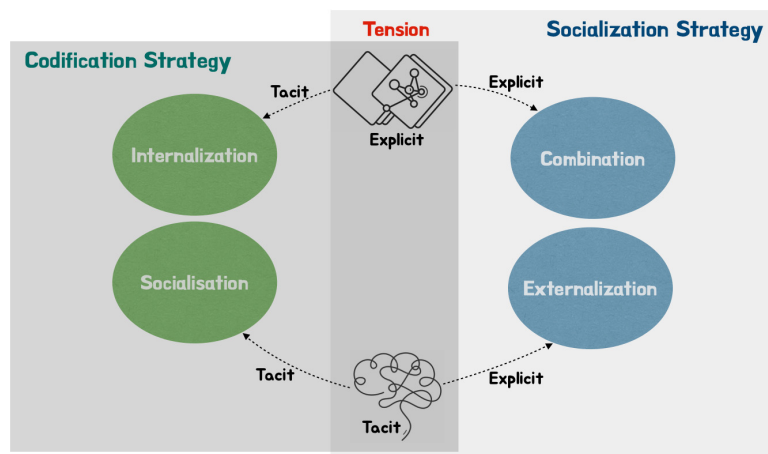 Tension
Socialization Strategy
Codification Strategy
Tacit
Explicit
Explicit
Internalization
Combination
Socialisation
Externalization
Tacit
Explicit
Tacit